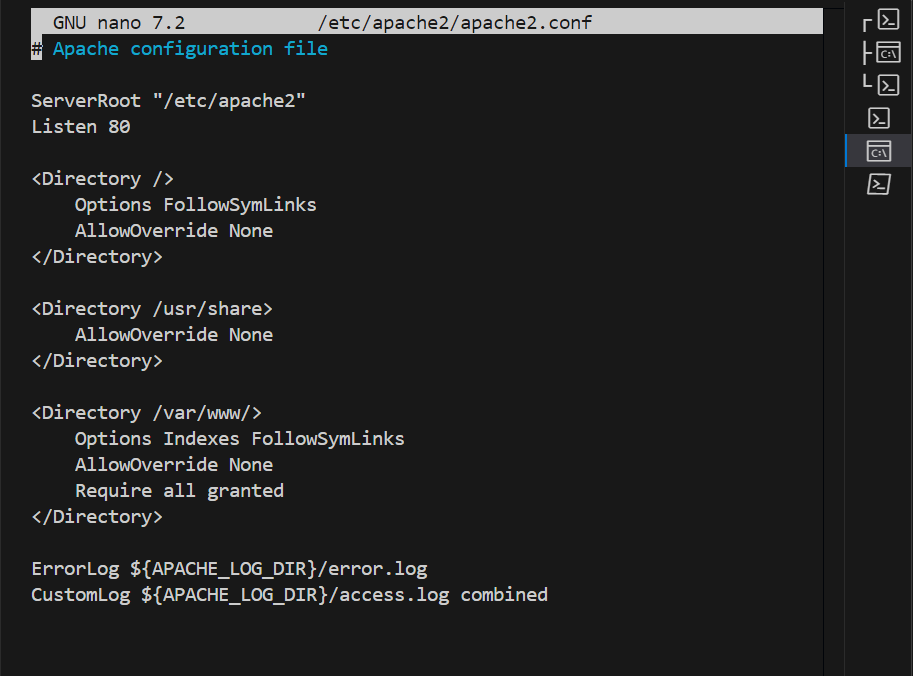 GNU nano 7.2 /etc/apache2/apache2.conf
# Apache configuration file
ServerRoot "/etc/apache2"
Listen 80
<Directory />
    Options FollowSymLinks
    AllowOverride None
</Directory>
<Directory /usr/share>
    AllowOverride None
</Directory>
<Directory /var/www/>
    Options Indexes FollowSymLinks
    AllowOverride None
    Require all granted
</Directory>
ErrorLog ${APACHE_LOG_DIR}/error.log
CustomLog ${APACHE_LOG_DIR}/access.log combined
C:\
C:\